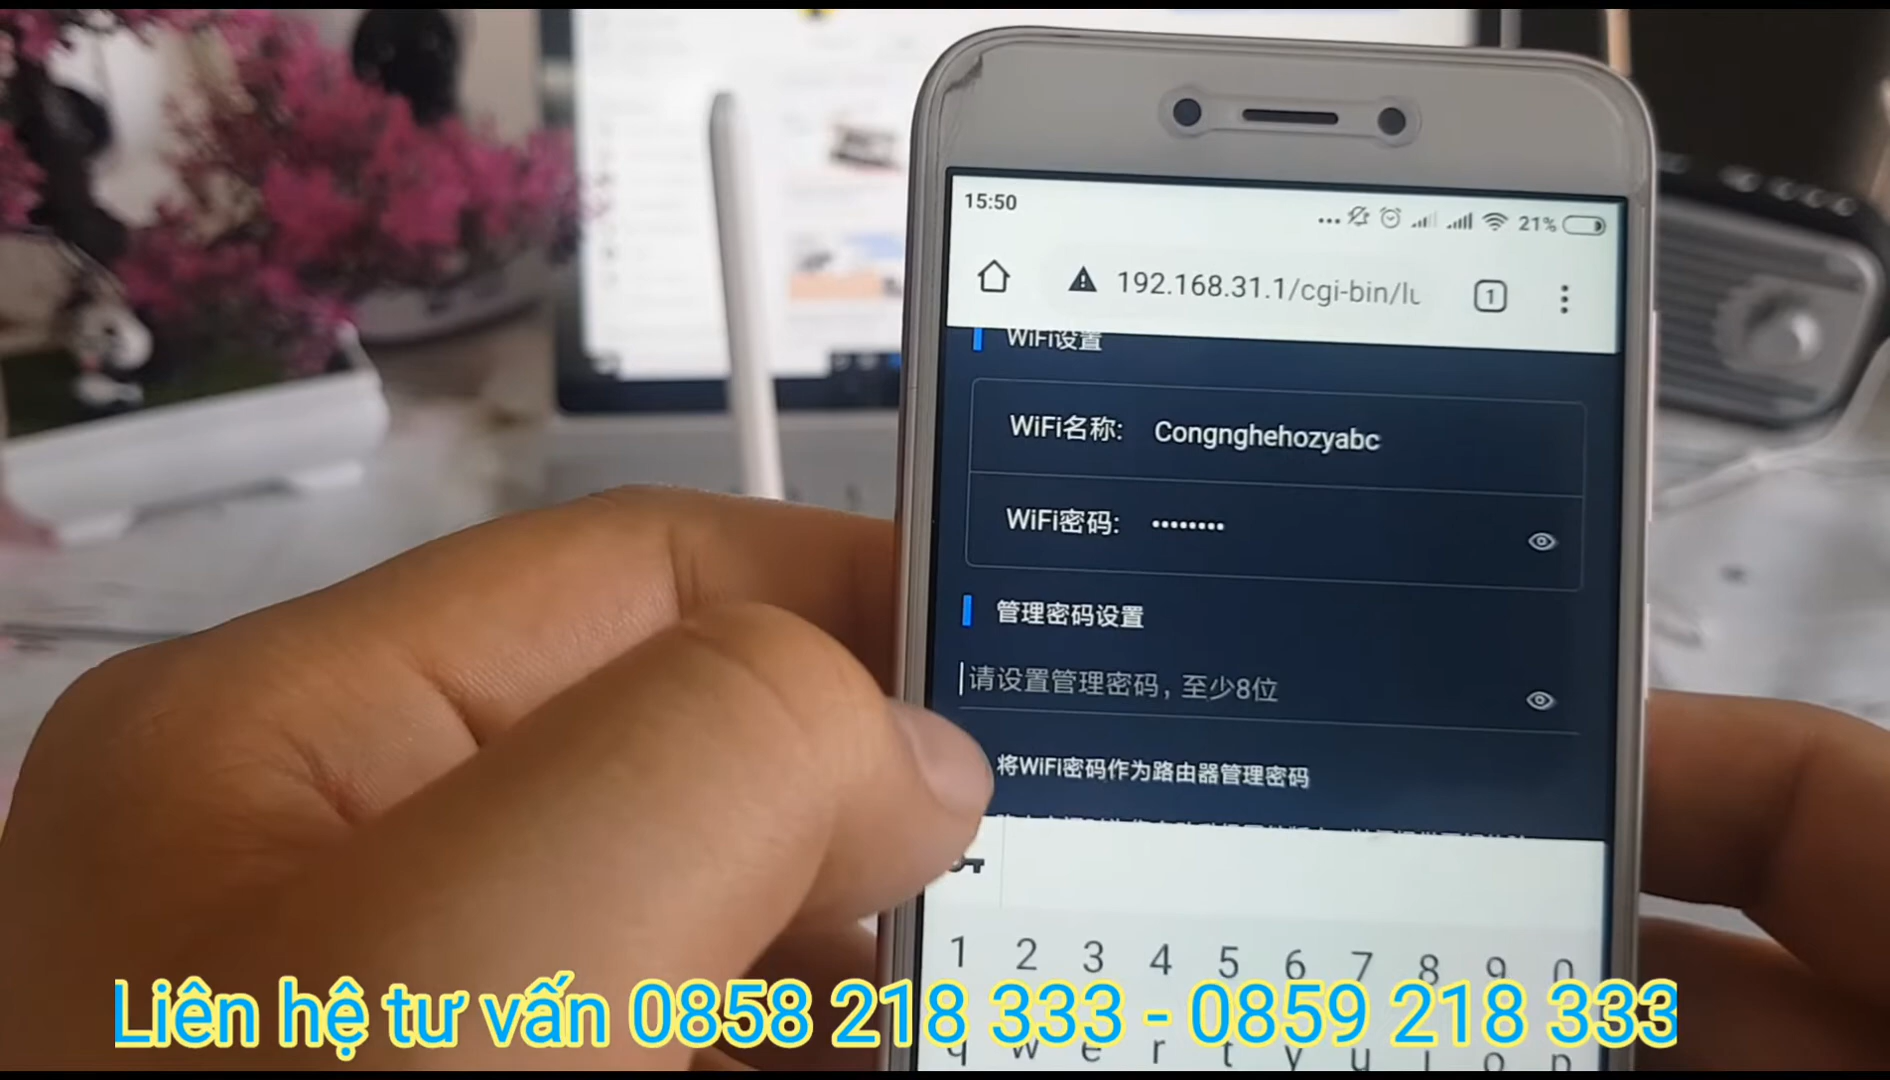 15:50
21%
192.168.31.1/cgi-bin/lu
1
WiFi设置
WiFi名称: Congnghehozyabc
WiFi密码: ••••••••
管理密码设置
请设置管理密码，至少8位
将WiFi密码作为路由器管理密码
1 2 3 4 5 6 7 8 9 0
Liên hệ tư vấn 0858 218 333 - 0859 218 333
q w e r t y u i o p